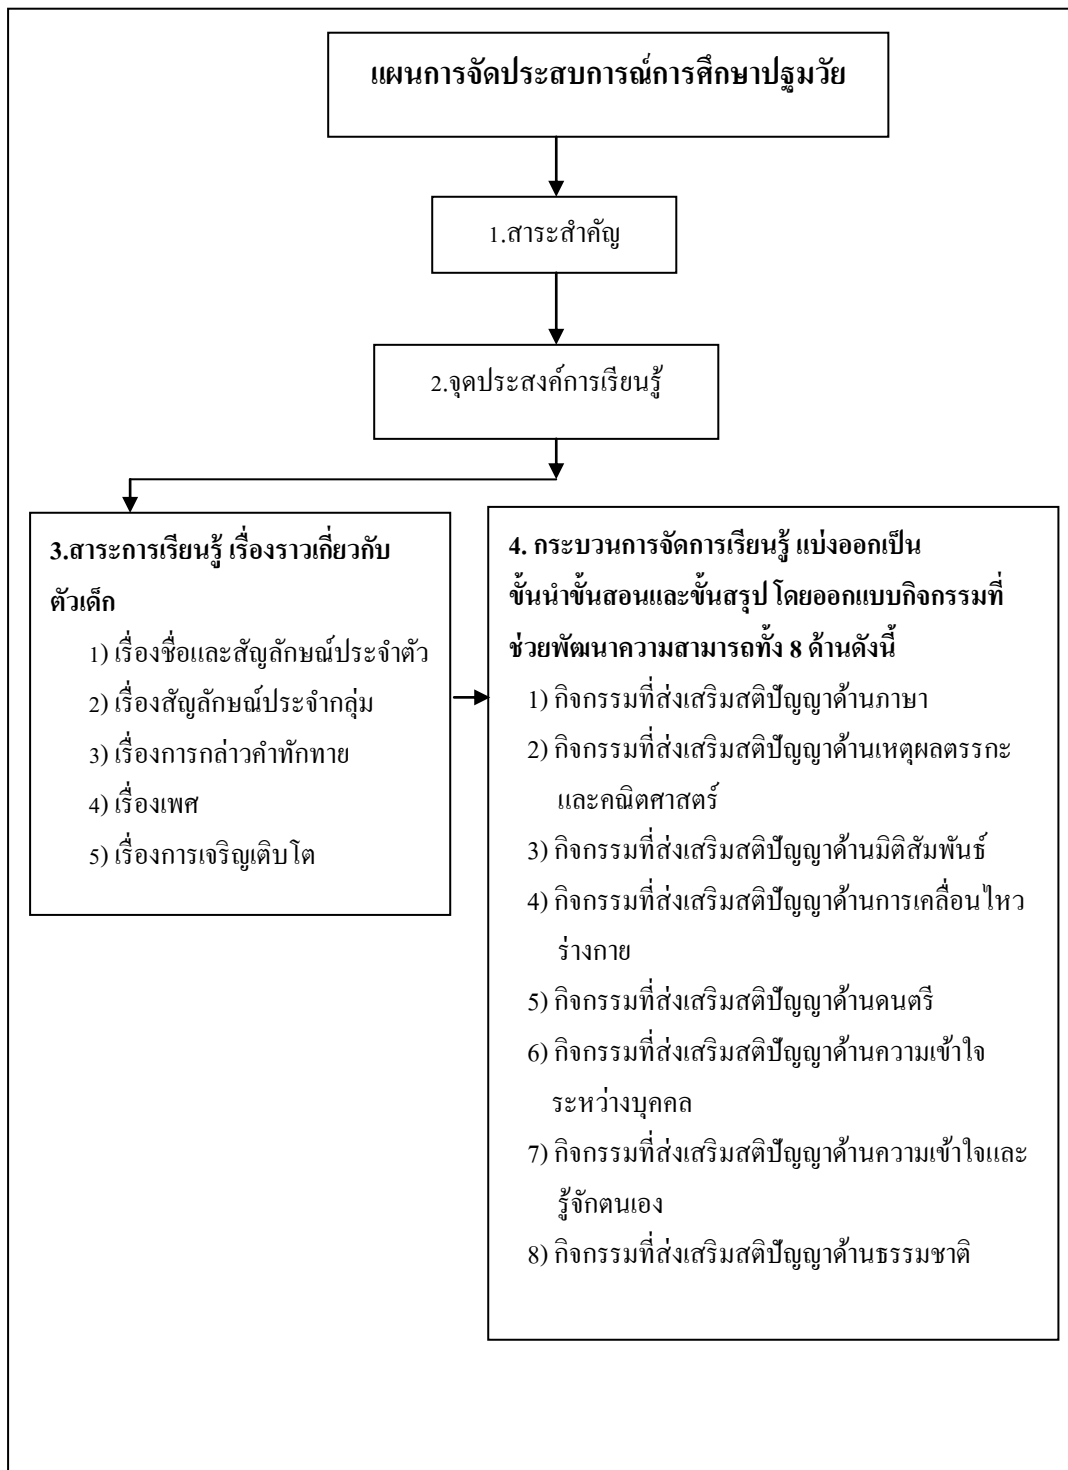 แผนการจัดประสบการณ์การศึกษาปฐมวัย
1.สาระสำคัญ
2.จุดประสงค์การเรียนรู้
3.สาระการเรียนรู้ เรื่องราวเกี่ยวกับ
ตัวเด็ก
1) เรื่องชื่อและสัญลักษณ์ประจำตัว
2) เรื่องสัญลักษณ์ประจำกลุ่ม
3) เรื่องการกล่าวคำทักทาย
4) เรื่องเพศ
5) เรื่องการเจริญเติบโต
4. กระบวนการจัดการเรียนรู้ แบ่งออกเป็น
ขั้นนำขั้นสอนและขั้นสรุป โดยออกแบบกิจกรรมที่
ช่วยพัฒนาความสามารถทั้ง 8 ด้านดังนี้
1) กิจกรรมที่ส่งเสริมสติปัญญาด้านภาษา
2) กิจกรรมที่ส่งเสริมสติปัญญาด้านเหตุผลตรรกะ
และคณิตศาสตร์
3) กิจกรรมที่ส่งเสริมสติปัญญาด้านมิติสัมพันธ์
4) กิจกรรมที่ส่งเสริมสติปัญญาด้านการเคลื่อนไหว
ร่างกาย
5) กิจกรรมที่ส่งเสริมสติปัญญาด้านดนตรี
6) กิจกรรมที่ส่งเสริมสติปัญญาด้านความเข้าใจ
ระหว่างบุคคล
7) กิจกรรมที่ส่งเสริมสติปัญญาด้านความเข้าใจและ
รู้จักตนเอง
8) กิจกรรมที่ส่งเสริมสติปัญญาด้านธรรมชาติ